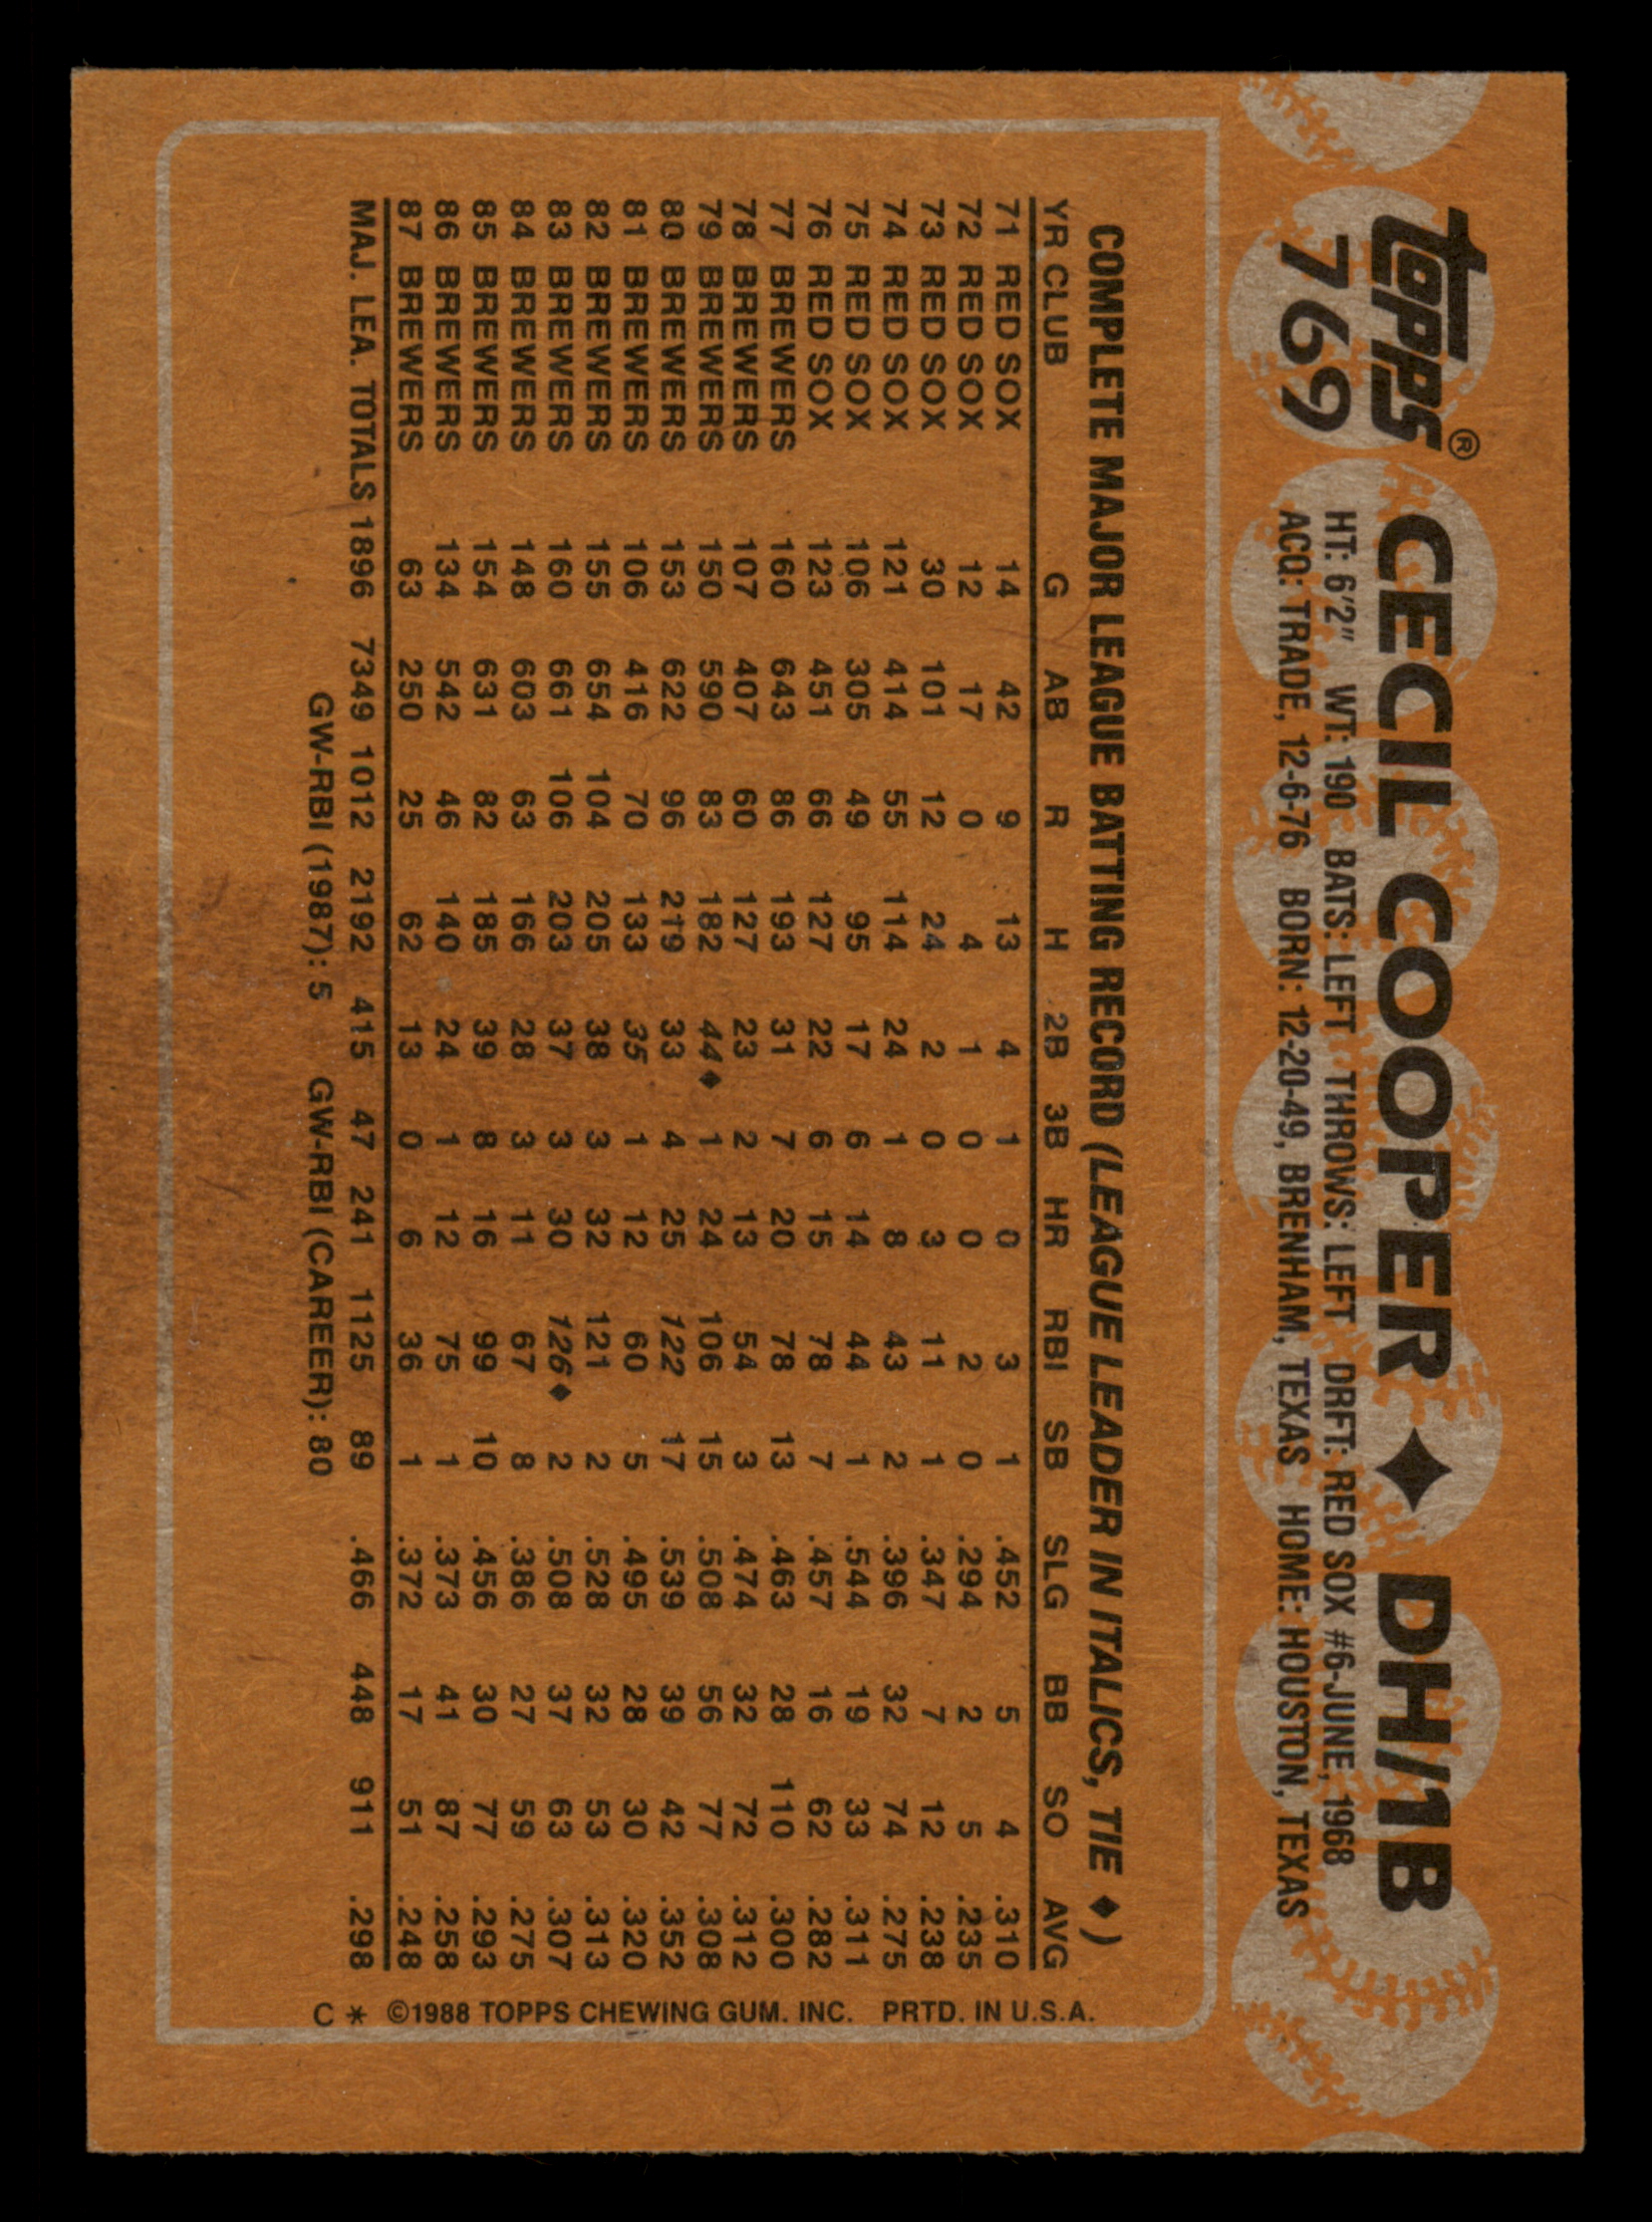 topps®
769
CECIL COOPER ✦ DH/1B
HT: 6'2" WT: 190 BATS: LEFT THROWS: LEFT DRFT: RED SOX #6-JUNE, 1968
ACQ: TRADE, 12-6-76 BORN: 12-20-49, BRENHAM, TEXAS HOME: HOUSTON, TEXAS
COMPLETE MAJOR LEAGUE BATTING RECORD (LEAGUE LEADER IN ITALICS, TIE ♦)
YR CLUB G AB R H 2B 3B HR RBI SB SLG BB SO AVG
71 RED SOX 14 42 9 13 4 1 0 3 1 .452 5 4 .310
72 RED SOX 12 17 0 4 1 0 0 2 0 .294 2 5 .235
73 RED SOX 30 101 12 24 2 0 3 11 1 .347 7 12 .238
74 RED SOX 121 414 55 114 24 1 8 43 2 .396 32 74 .275
75 RED SOX 106 305 49 95 17 6 14 44 1 .544 19 33 .311
76 RED SOX 123 451 66 127 22 6 15 78 7 .457 16 62 .282
77 BREWERS 160 643 86 193 31 7 20 78 13 .463 28 110 .300
78 BREWERS 107 407 60 127 23 2 13 54 3 .474 32 72 .312
79 BREWERS 150 590 83 182 44♦ 1 24 106 15 .508 56 77 .308
80 BREWERS 153 622 96 219 33 4 25 122 17 .539 39 42 .352
81 BREWERS 106 416 70 133 35 1 12 60 5 .495 28 30 .320
82 BREWERS 155 654 104 205 38 3 32 121 2 .528 32 53 .313
83 BREWERS 160 661 106 203 37 3 30 126♦ 2 .508 37 63 .307
84 BREWERS 148 603 63 166 28 3 11 67 8 .386 27 59 .275
85 BREWERS 154 631 82 185 39 8 16 99 10 .456 30 77 .293
86 BREWERS 134 542 46 140 24 1 12 75 1 .373 41 87 .258
87 BREWERS 63 250 25 62 13 0 6 36 1 .372 17 51 .248
MAJ. LEA. TOTALS 1896 7349 1012 2192 415 47 241 1125 89 .466 448 911 .298
GW-RBI (1987): 5 GW-RBI (CAREER): 80
C * ©1988 TOPPS CHEWING GUM. INC. PRTD. IN U.S.A.